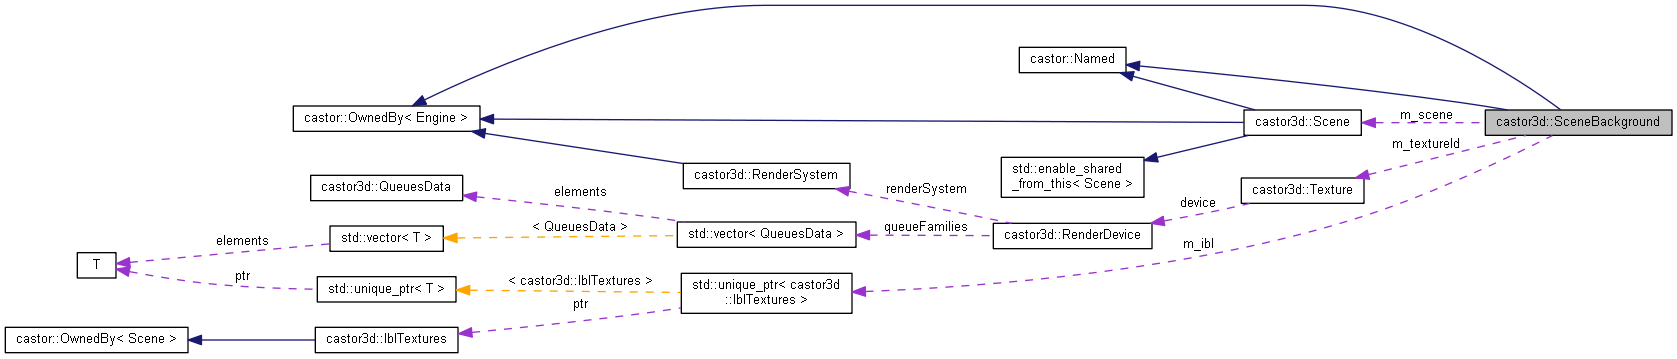 castor::Named
castor::OwnedBy< Engine >
castor3d::Scene
m_scene
castor3d::SceneBackground
m_textureId
std::enable_shared
_from_this< Scene >
castor3d::RenderSystem
castor3d::QueuesData
elements
renderSystem
castor3d::Texture
device
< QueuesData >
queueFamilies
std::vector< T >
std::vector< QueuesData >
castor3d::RenderDevice
elements
m_ibl
T
ptr
std::unique_ptr< T >
< castor3d::IblTextures >
std::unique_ptr< castor3d
::IblTextures >
ptr
castor::OwnedBy< Scene >
castor3d::IblTextures